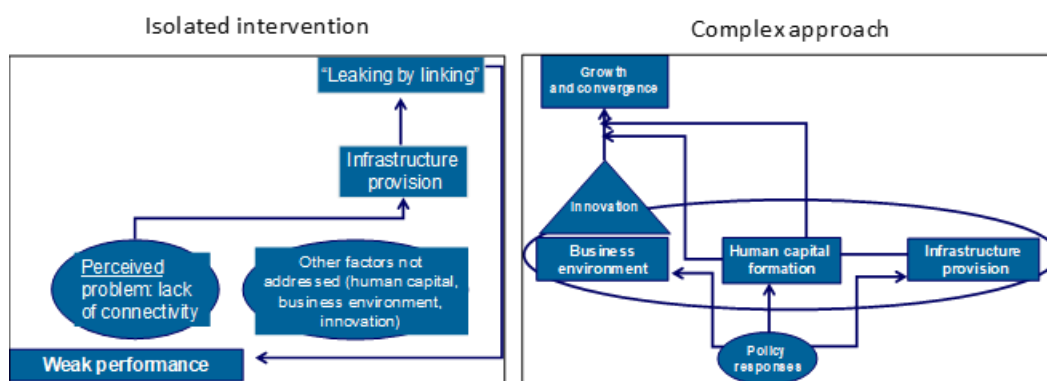 Isolated intervention
"Leaking by linking"
Infrastructure
provision
Perceived
problem: lack
of connectivity
Other factors not
addressed (human capital,
business environment,
innovation)
Weak performance
Complex approach
Growth
and convergence
Innovation
Business
environment
Human capital
formation
Infrastructure
provision
Policy
responses